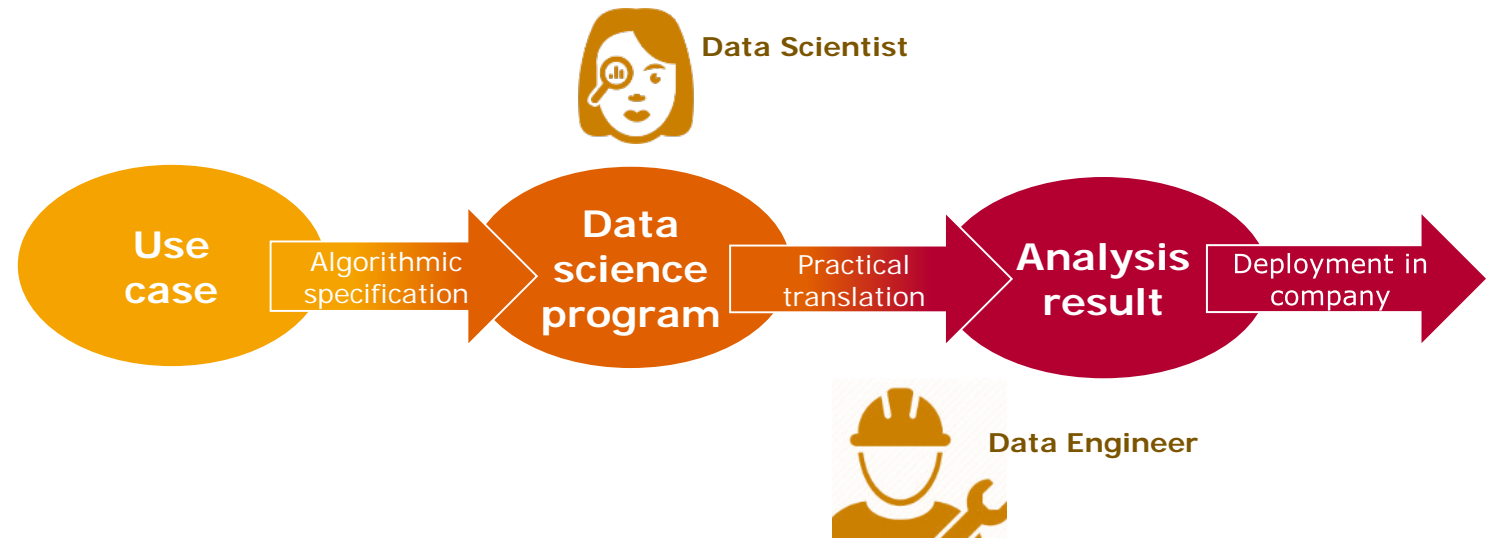 Data Scientist
Use
case
Algorithmic
specification
Data
science
program
Practical
translation
Analysis
result
Deployment in
company
Data Engineer